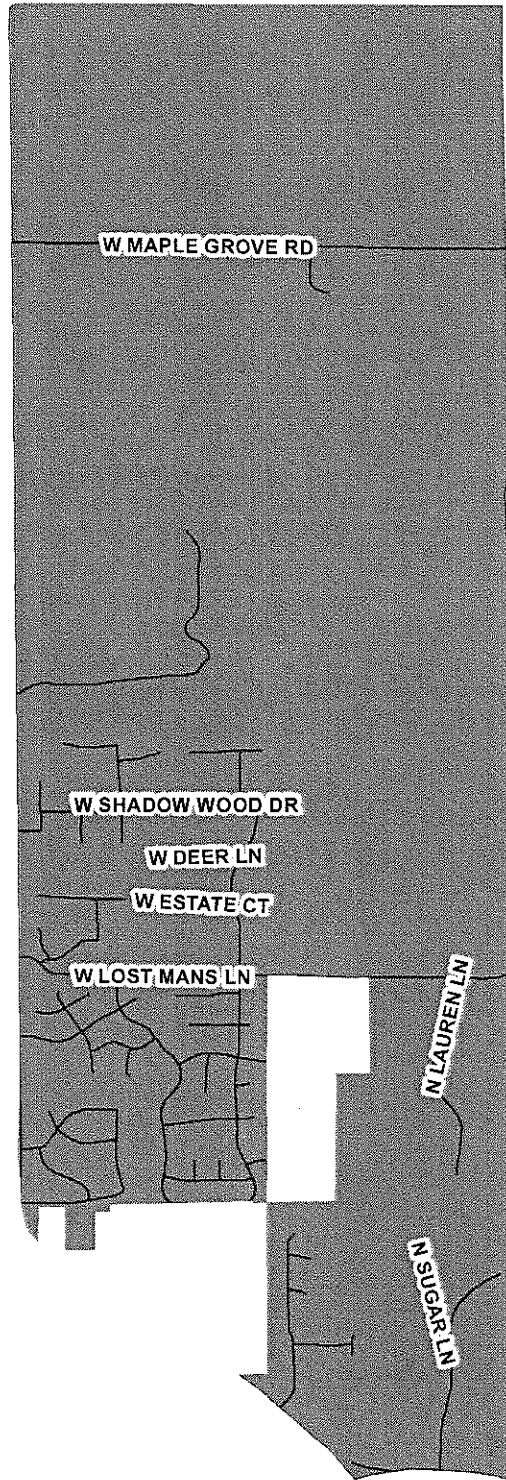 W MAPLE GROVE RD
W SHADOW WOOD DR
W DEER LN
W ESTATE CT
W LOST MANS LN
N LAUREN LN
N SUGAR LN